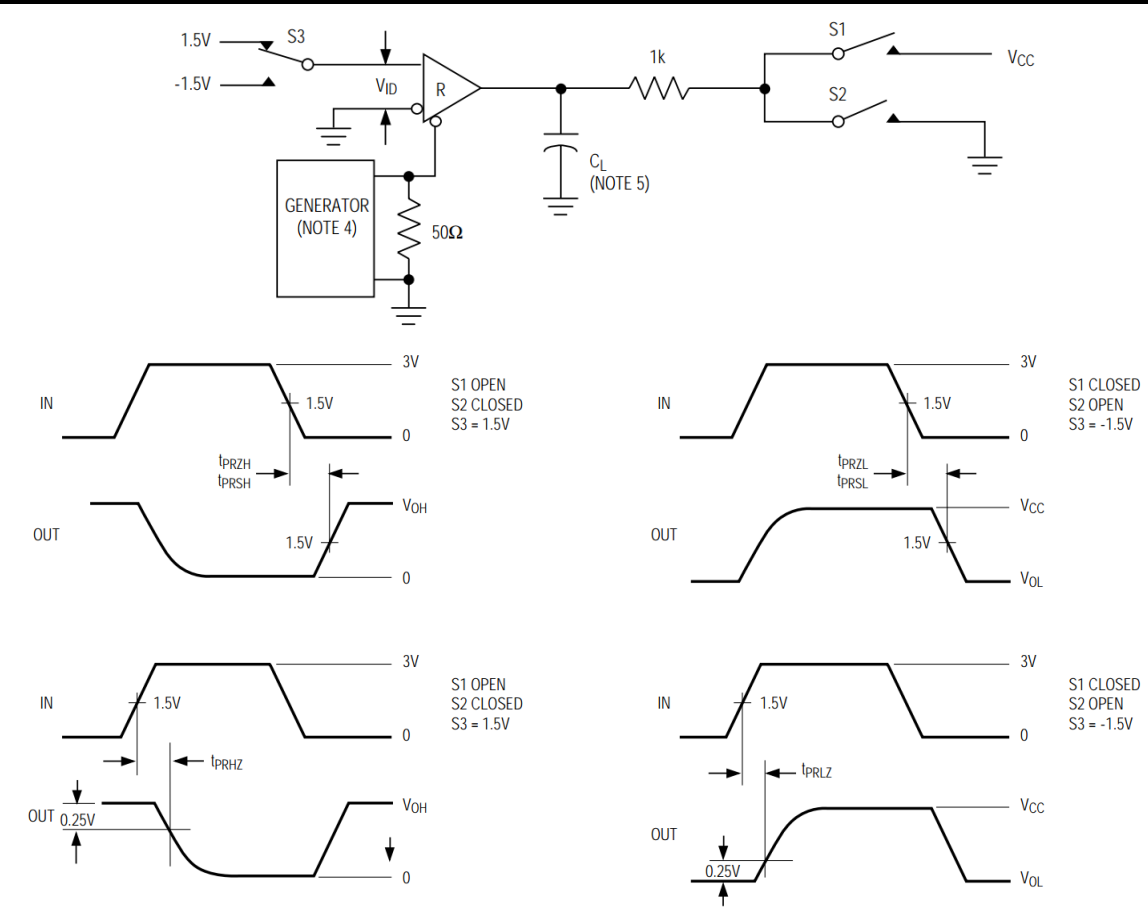 1.5V
S3
S1
1k
VCC
-1.5V
VID
R
S2
CL
(NOTE 5)
GENERATOR
(NOTE 4)
50Ω
3V
S1 OPEN
IN
1.5V
S2 CLOSED
S3 = 1.5V
0
tPRZH
tPRSH
VOH
OUT
1.5V
0
3V
S1 CLOSED
IN
1.5V
S2 OPEN
S3 = -1.5V
0
tPRZL
tPRSL
VCC
OUT
1.5V
VOL
3V
S1 OPEN
IN
1.5V
S2 CLOSED
S3 = 1.5V
0
tPRHZ
VOH
OUT
0.25V
0
3V
S1 CLOSED
IN
1.5V
S2 OPEN
S3 = -1.5V
0
tPRLZ
VCC
OUT
0.25V
VOL